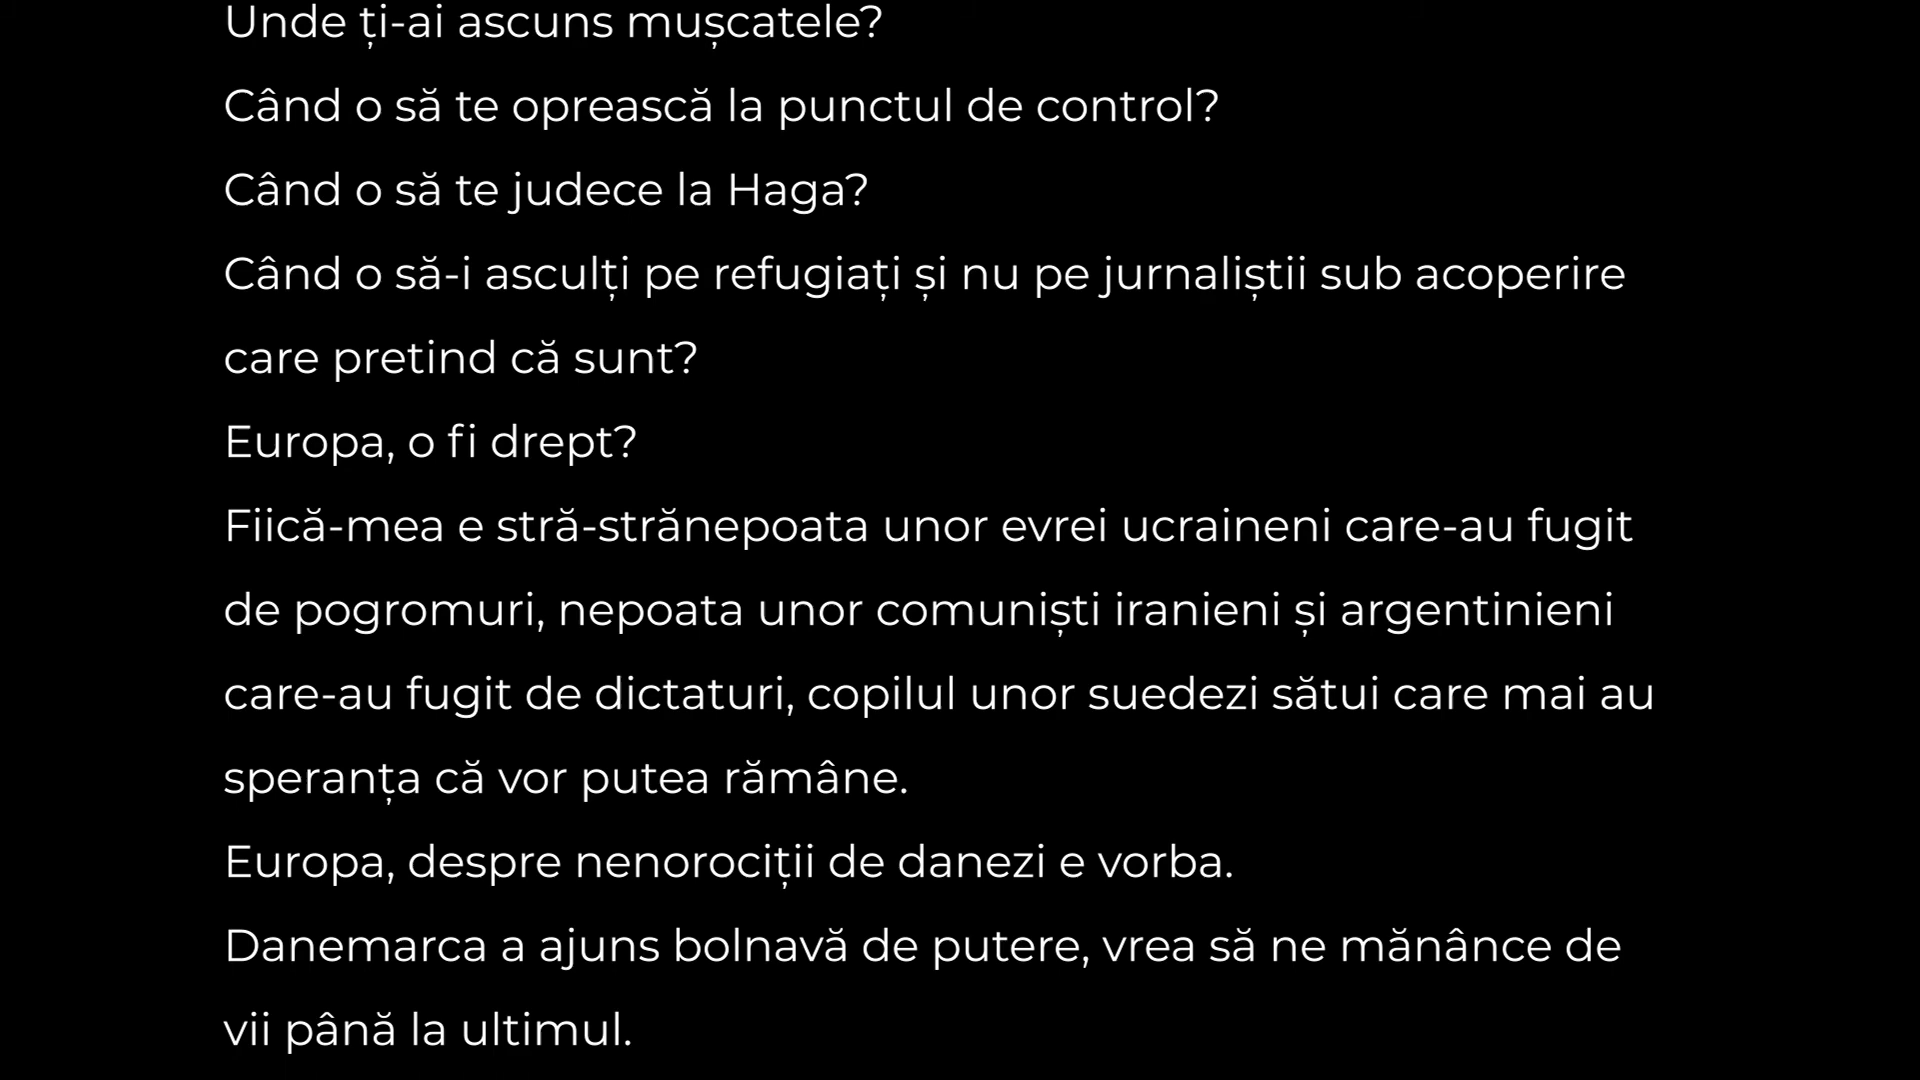 Unde ți-ai ascuns mușcatele?
Când o să te oprească la punctul de control?
Când o să te judece la Haga?
Când o să-i asculți pe refugiați și nu pe jurnaliștii sub acoperire
care pretind că sunt?
Europa, o fi drept?
Fiică-mea e stră-strănepoata unor evrei ucraineni care-au fugit
de pogromuri, nepoata unor comuniști iranieni și argentinieni
care-au fugit de dictaturi, copilul unor suedezi sătui care mai au
speranța că vor putea rămâne.
Europa, despre nenorociții de danezi e vorba.
Danemarca a ajuns bolnavă de putere, vrea să ne mănânce de
vii până la ultimul.